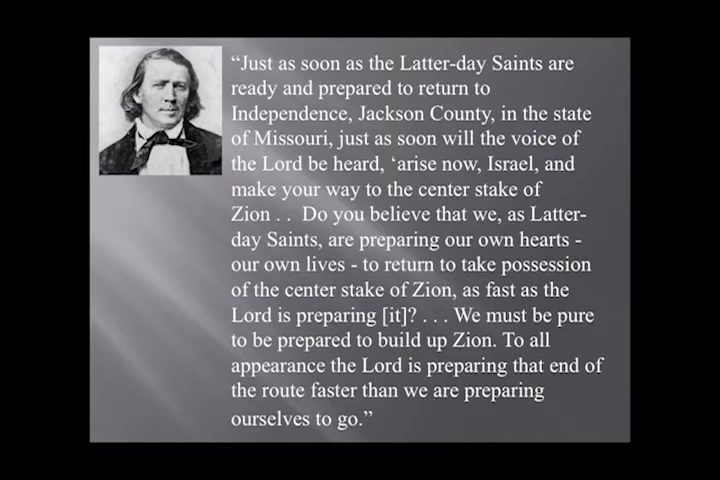 “Just as soon as the Latter-day Saints are
ready and prepared to return to
Independence, Jackson County, in the state
of Missouri, just as soon will the voice of
the Lord be heard, ‘arise now, Israel, and
make your way to the center stake of
Zion . .  Do you believe that we, as Latter-
day Saints, are preparing our own hearts -
our own lives - to return to take possession
of the center stake of Zion, as fast as the
Lord is preparing [it]? . . . We must be pure
to be prepared to build up Zion. To all
appearance the Lord is preparing that end of
the route faster than we are preparing
ourselves to go.”